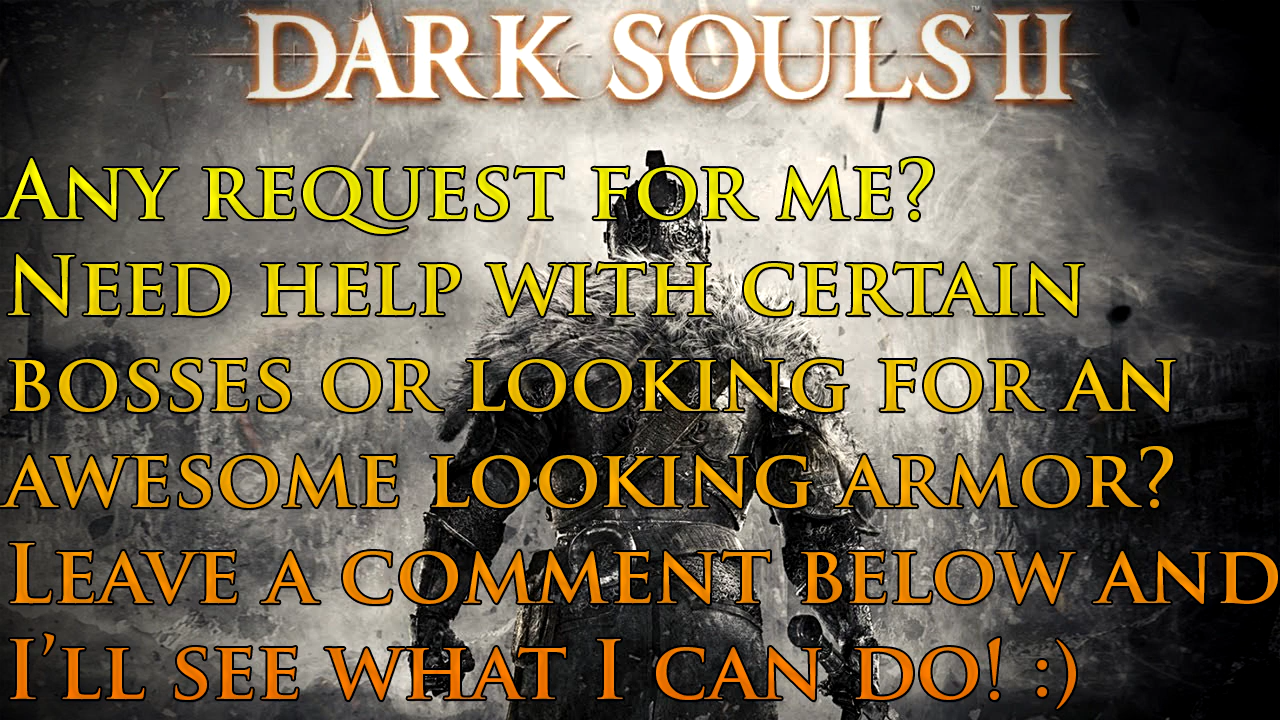 DARK SOULS II™
ANY REQUEST FOR ME?
NEED HELP WITH CERTAIN
BOSSES OR LOOKING FOR AN
AWESOME LOOKING ARMOR?
LEAVE A COMMENT BELOW AND
I'LL SEE WHAT I CAN DO! :)